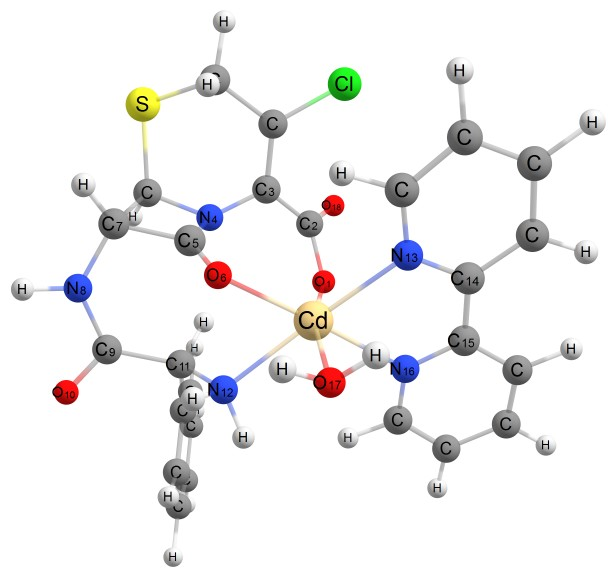 H
H C Cl H
S C C H
H C
H C C3 O18 C
C7 H N4 C2 C H
C5 N13 C14
H N8 O6 O1
H Cd C15
C9 H C11 H H H
O10 H N12 O17 N16 C
C H C C
C H C H
C C H
H C H
H